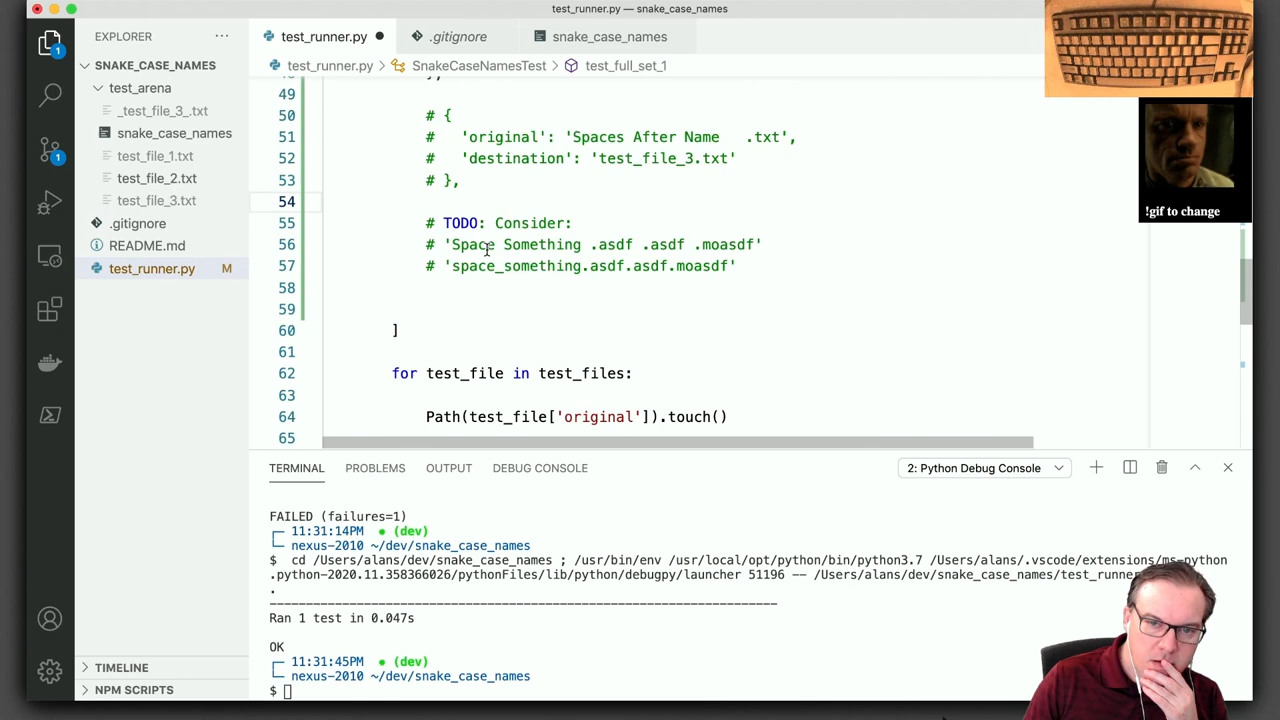 test_runner.py — snake_case_names
EXPLORER
test_runner.py
.gitignore
snake_case_names
SNAKE_CASE_NAMES
test_runner.py > SnakeCaseNamesTest > test_full_set_1
test_arena
_test_file_3_.txt
snake_case_names
test_file_1.txt
test_file_2.txt
test_file_3.txt
.gitignore
README.md
test_runner.py M
1
1
49
50 # {
51 # 'original': 'Spaces After Name   .txt',
52 # 'destination': 'test_file_3.txt'
53 # },
54
55 # TODO: Consider:
56 # 'Space Something .asdf .asdf .moasdf'
57 # 'space_something.asdf.asdf.moasdf'
58
59
60 ]
61
62 for test_file in test_files:
63
64 Path(test_file['original']).touch()
65
!gif to change
TERMINAL PROBLEMS OUTPUT DEBUG CONSOLE 2: Python Debug Console
FAILED (failures=1)
11:31:14PM (dev)
nexus-2010 ~/dev/snake_case_names
$ cd /Users/alans/dev/snake_case_names ; /usr/bin/env /usr/local/opt/python/bin/python3.7 /Users/alans/.vscode/extensions/ms-python
.python-2020.11.358366026/pythonFiles/lib/python/debugpy/launcher 51196 -- /Users/alans/dev/snake_case_names/test_runner
.
----------------------------------------------------------------------
Ran 1 test in 0.047s
OK
11:31:45PM (dev)
nexus-2010 ~/dev/snake_case_names
$
TIMELINE
NPM SCRIPTS